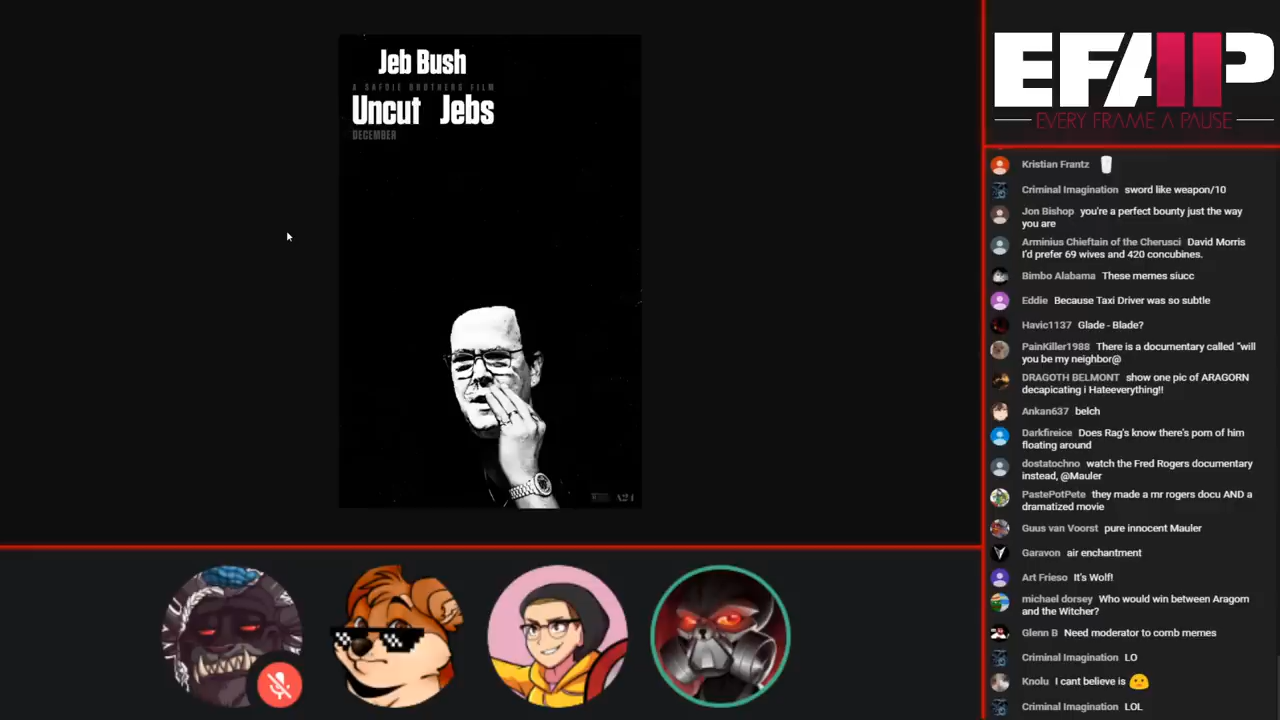 Jeb Bush
A SAFDIE BROTHERS FILM
Uncut Jebs
DECEMBER
A24
EFAP
EVERY FRAME A PAUSE
Kristian Frantz
Criminal Imagination sword like weapon/10
Jon Bishop you're a perfect bounty just the way
you are
Arminius Chieftain of the Cherusci David Morris
I'd prefer 69 wives and 420 concubines.
Bimbo Alabama These memes siucc
Eddie Because Taxi Driver was so subtle
Havic1137 Glade - Blade?
PainKiller1988 There is a documentary called "will
you be my neighbor@
DRAGOTH BELMONT show one pic of ARAGORN
decapicating i Hateeverything!!
Ankan637 belch
Darkfireice Does Rag's know there's porn of him
floating around
dostatochno watch the Fred Rogers documentary
instead, @Mauler
PastePotPete they made a mr rogers docu AND a
dramatized movie
Guus van Voorst pure innocent Mauler
Garavon air enchantment
Art Frieso It's Wolf!
michael dorsey Who would win between Aragorn
and the Witcher?
Glenn B Need moderator to comb memes
Criminal Imagination LO
Knolu I cant believe is
Criminal Imagination LOL